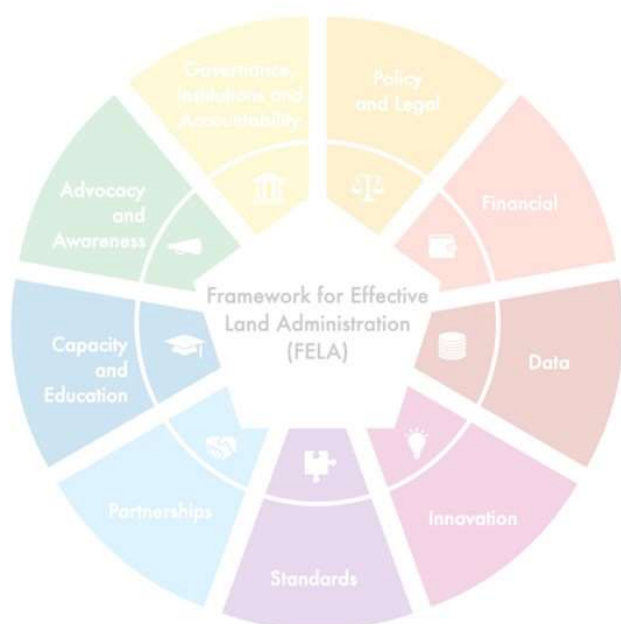 Governance,
Institutions and
Accountability
Policy
and Legal
Financial
Data
Innovation
Standards
Partnerships
Capacity
and
Education
Advocacy
and
Awareness
Framework for Effective
Land Administration
(FELA)